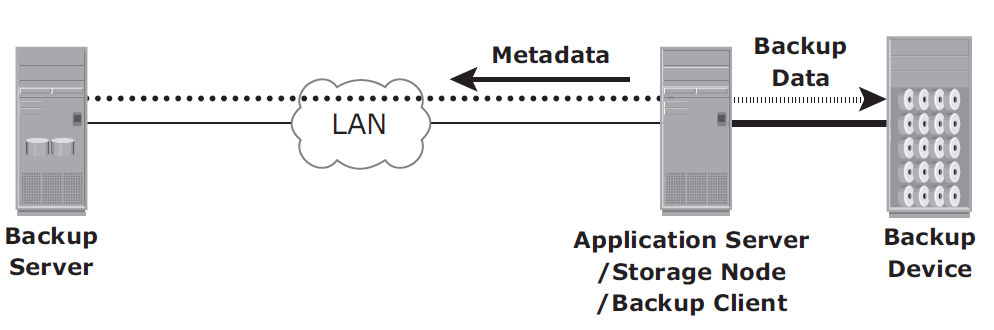 Metadata
Backup
Data
LAN
Backup
Server
Application Server
/Storage Node
/Backup Client
Backup
Device